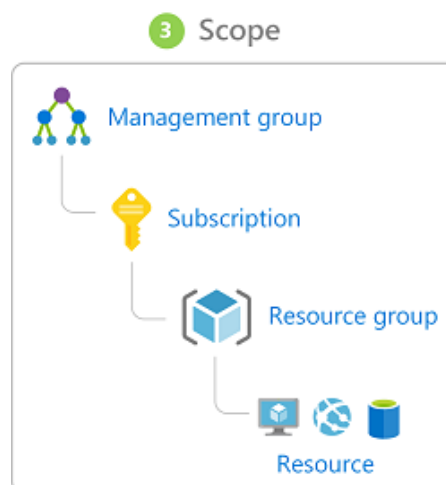 3 Scope
Management group
Subscription
Resource group
Resource